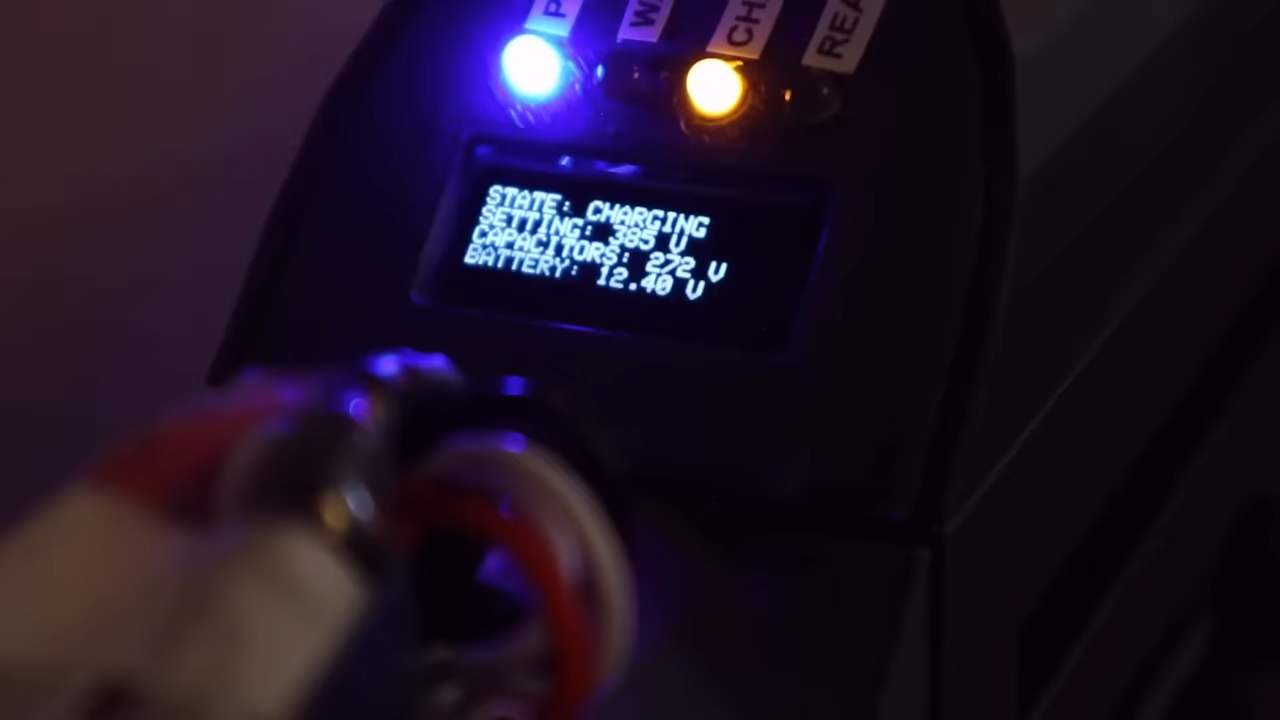 STATE: CHARGING
SETTING: 385 V
CAPACITORS: 272 V
BATTERY: 12.40 V